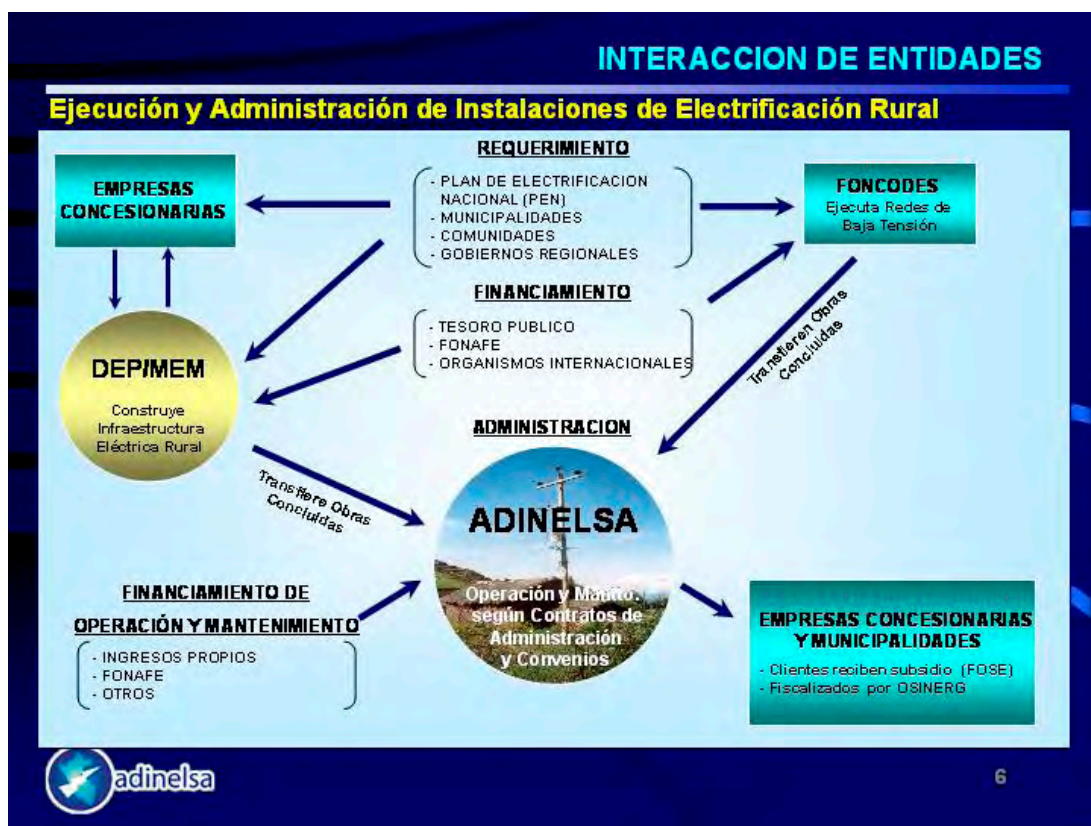 INTERACCION DE ENTIDADES
Ejecución y Administración de Instalaciones de Electrificación Rural
REQUERIMIENTO
- PLAN DE ELECTRIFICACION
NACIONAL (PEN)
- MUNICIPALIDADES
- COMUNIDADES
- GOBIERNOS REGIONALES
EMPRESAS
CONCESIONARIAS
FONCODES
Ejecuta Redes de
Baja Tensión
FINANCIAMIENTO
- TESORO PUBLICO
- FONAFE
- ORGANISMOS INTERNACIONALES
Transfieren Obras
Concluidas
DEP/MEM
Construye
Infraestructura
Eléctrica Rural
Transfiere Obras
Concluidas
ADMINISTRACION
ADINELSA
Operación y Mantto.
según Contratos de
Administración
y Convenios
FINANCIAMIENTO DE
OPERACIÓN Y MANTENIMIENTO
- INGRESOS PROPIOS
- FONAFE
- OTROS
EMPRESAS CONCESIONARIAS
Y MUNICIPALIDADES
- Clientes reciben subsidio (FOSE)
- Fiscalizados por OSINERG
adinelsa
6